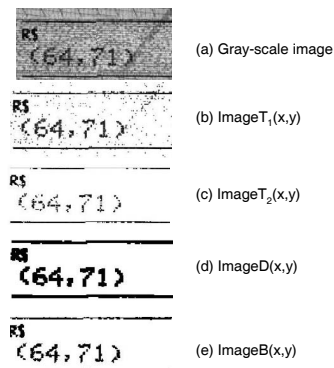 R$
(64,71)
(a) Gray-scale image
R$
(64,71)
(b) ImageT₁(x,y)
R$
(64,71)
(c) ImageT₂(x,y)
R$
(64,71)
(d) ImageD(x,y)
R$
(64,71)
(e) ImageB(x,y)